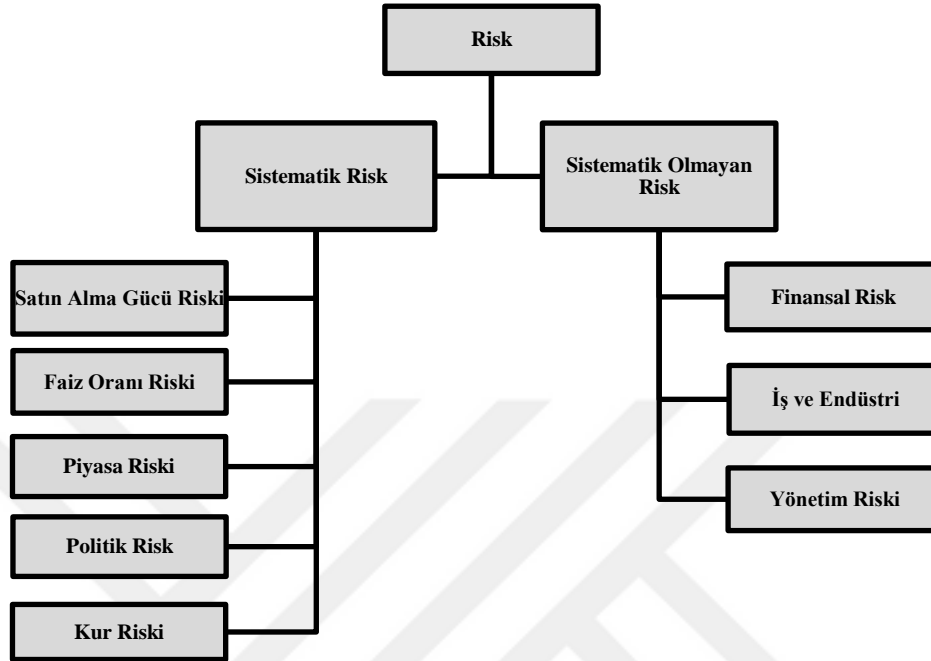 Risk
Sistematik Risk
Sistematik Olmayan
Risk
Satın Alma Gücü Riski
Faiz Oranı Riski
Piyasa Riski
Politik Risk
Kur Riski
Finansal Risk
İş ve Endüstri
Yönetim Riski